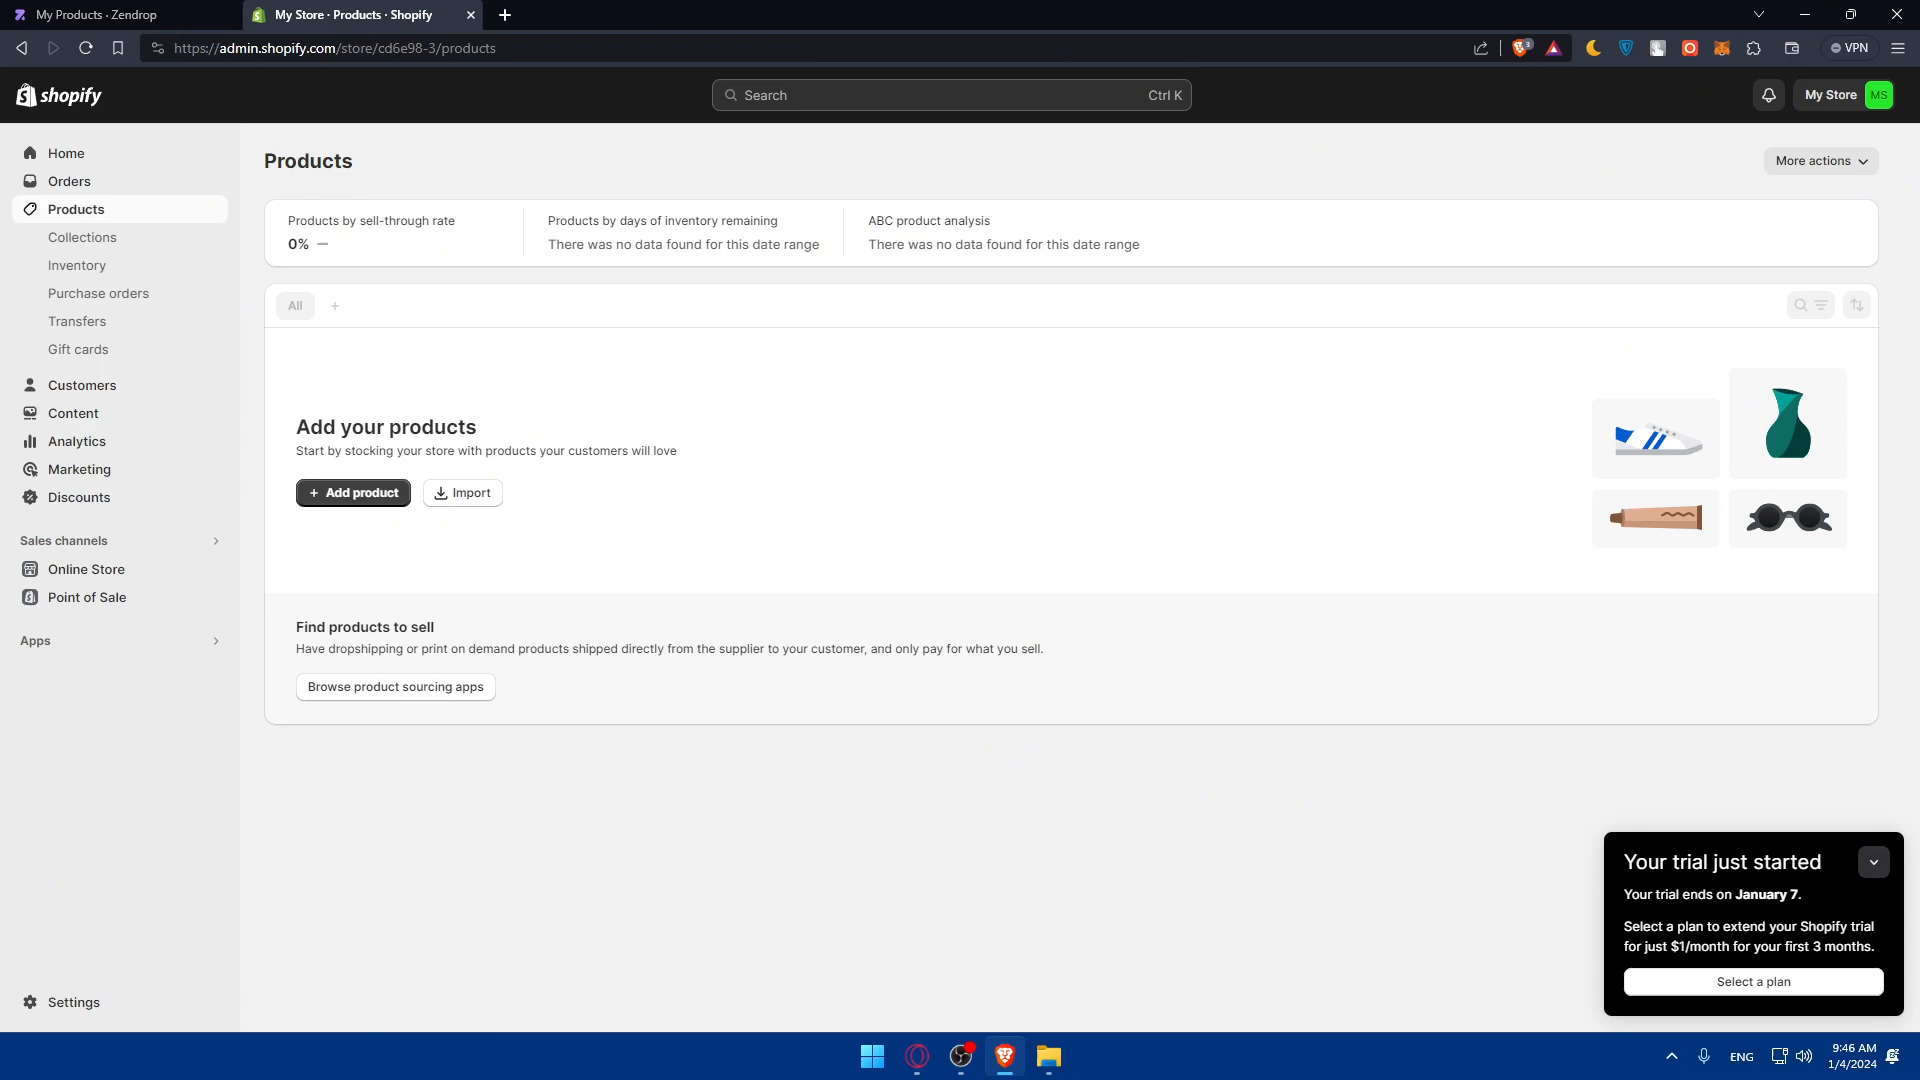 My Products · Zendrop
My Store · Products · Shopify
https://admin.shopify.com/store/cd6e98-3/products
3
VPN
shopify
Search
Ctrl K
My Store
MS
Home
Orders
Products
Collections
Inventory
Purchase orders
Transfers
Gift cards
Customers
Content
Analytics
Marketing
Discounts
Sales channels
Online Store
Point of Sale
Apps
Settings
Products
More actions
Products by sell-through rate
0% —
Products by days of inventory remaining
There was no data found for this date range
ABC product analysis
There was no data found for this date range
All
+
Add your products
Start by stocking your store with products your customers will love
+ Add product
Import
Find products to sell
Have dropshipping or print on demand products shipped directly from the supplier to your customer, and only pay for what you sell.
Browse product sourcing apps
Your trial just started
Your trial ends on January 7.
Select a plan to extend your Shopify trial
for just $1/month for your first 3 months.
Select a plan
ENG
9:46 AM
1/4/2024